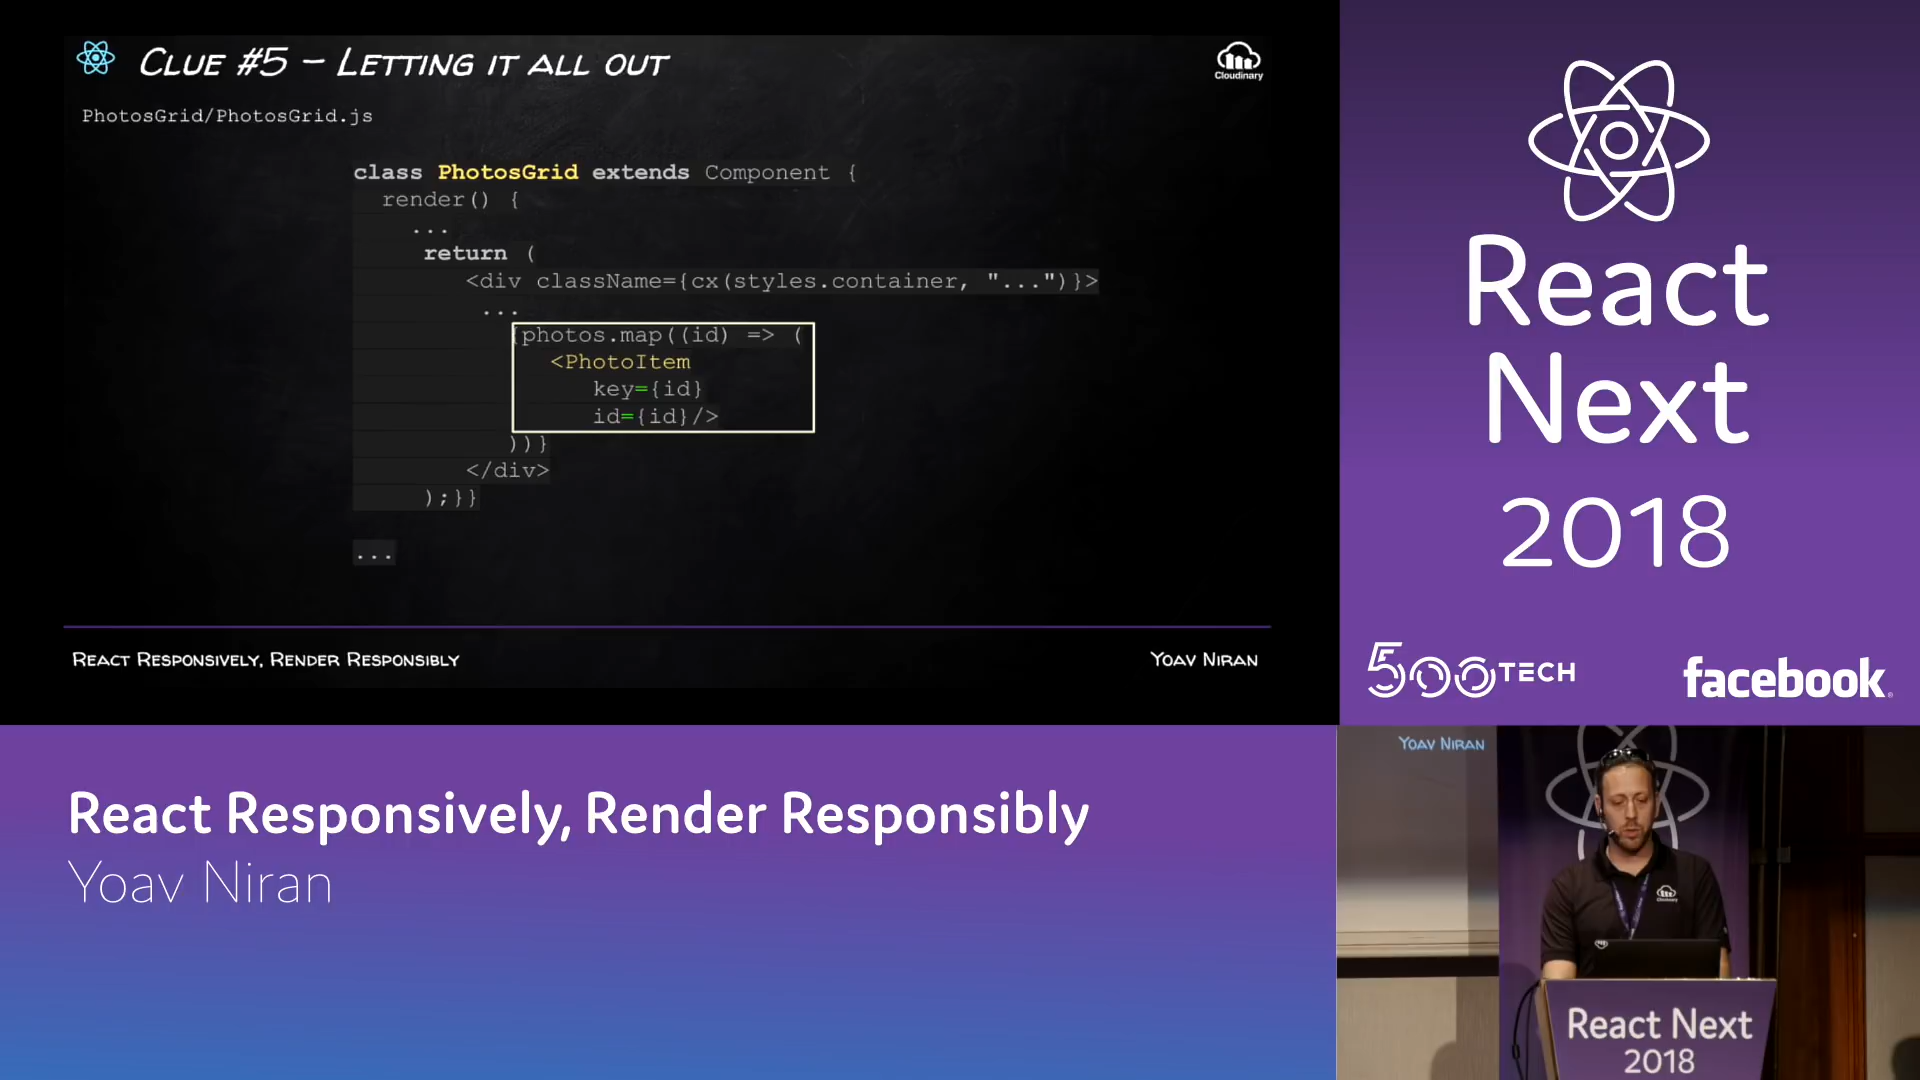 Clue #5 – Letting it all out
Cloudinary
PhotosGrid/PhotosGrid.js
class PhotosGrid extends Component {
render() {
...
return (
<div className={cx(styles.container, "...")}>
...
{photos.map((id) => (
<PhotoItem
key={id}
id={id}/>
))}
</div>
);}}
...
React Responsively, Render Responsibly
Yoav Niran
React
Next
2018
500TECH
facebook
React Responsively, Render Responsibly
Yoav Niran
Yoav Niran
Cloudinary
React Next
2018